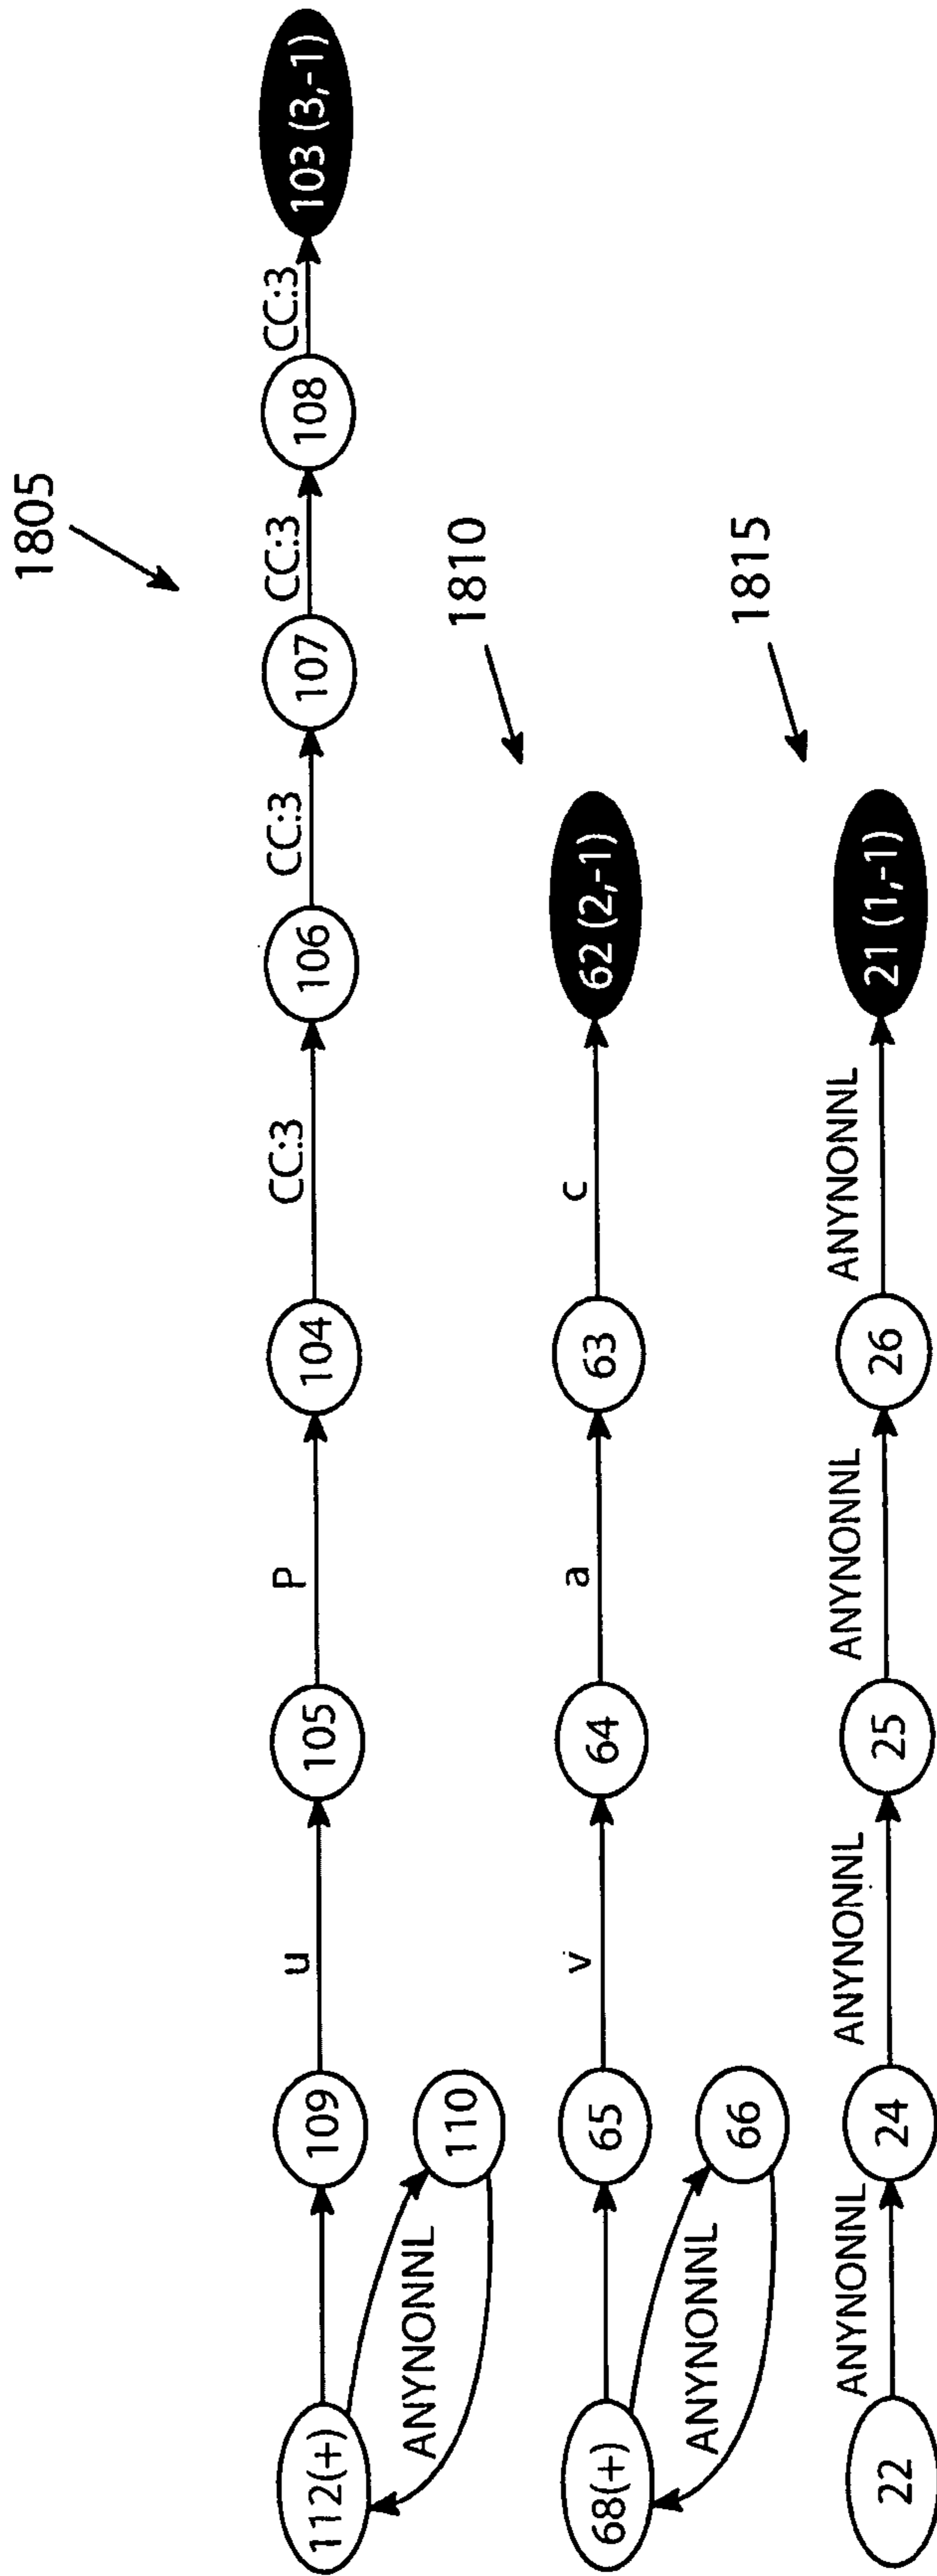 1805
112(+)
109
u
105
P
104
CC:3
106
CC:3
107
CC:3
108
CC:3
103 (3,-1)
ANYNONNL
110
1810
68(+)
65
v
64
a
63
c
62 (2,-1)
ANYNONNL
66
1815
22
ANYNONNL
24
ANYNONNL
25
ANYNONNL
26
ANYNONNL
21 (1,-1)